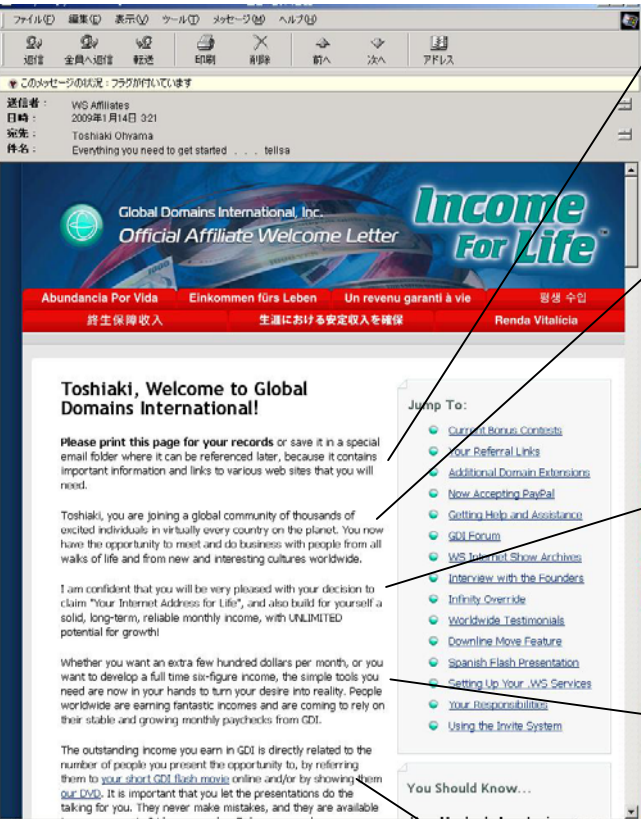 ファイル(F) 編集(E) 表示(V) ツール(T) メッセージ(M) ヘルプ(H)
返信 全員へ返信 転送 印刷 削除 前へ 次へ アドレス
このメッセージの状況：フラグが付いています
送信者： WS Affiliates
日時： 2009年1月14日 3:21
宛先： Toshiaki Ohyama
件名： Everything you need to get started . . . tellsa
Global Domains International, Inc.
Official Affiliate Welcome Letter
Income
For Life
Abundancia Por Vida Einkommen fürs Leben Un revenu garanti à vie 평생 수입
終生保障收入 生涯における安定収入を確保 Renda Vitalícia
Toshiaki, Welcome to Global
Domains International!
Please print this page for your records or save it in a special
email folder where it can be referenced later, because it contains
important information and links to various web sites that you will
need.
Toshiaki, you are joining a global community of thousands of
excited individuals in virtually every country on the planet. You now
have the opportunity to meet and do business with people from all
walks of life and from new and interesting cultures worldwide.
I am confident that you will be very pleased with your decision to
claim "Your Internet Address for Life", and also build for yourself a
solid, long-term, reliable monthly income, with UNLIMITED
potential for growth!
Whether you want an extra few hundred dollars per month, or you
want to develop a full time six-figure income, the simple tools you
need are now in your hands to turn your desire into reality. People
worldwide are earning fantastic incomes and are coming to rely on
their stable and growing monthly paychecks from GDI.
The outstanding income you earn in GDI is directly related to the
number of people you present the opportunity to, by referring
them to your short GDI flash movie online and/or by showing them
our DVD. It is important that you let the presentations do the
talking for you. They never make mistakes, and they are available
Jump To:
Current Bonus Contests
Your Referral Links
Additional Domain Extensions
Now Accepting PayPal
Getting Help and Assistance
GDI Forum
WS Internet Show Archives
Interview with the Founders
Infinity Override
Worldwide Testimonials
Downline Move Feature
Spanish Flash Presentation
Setting Up Your .WS Services
Your Responsibilities
Using the Invite System
You Should Know...